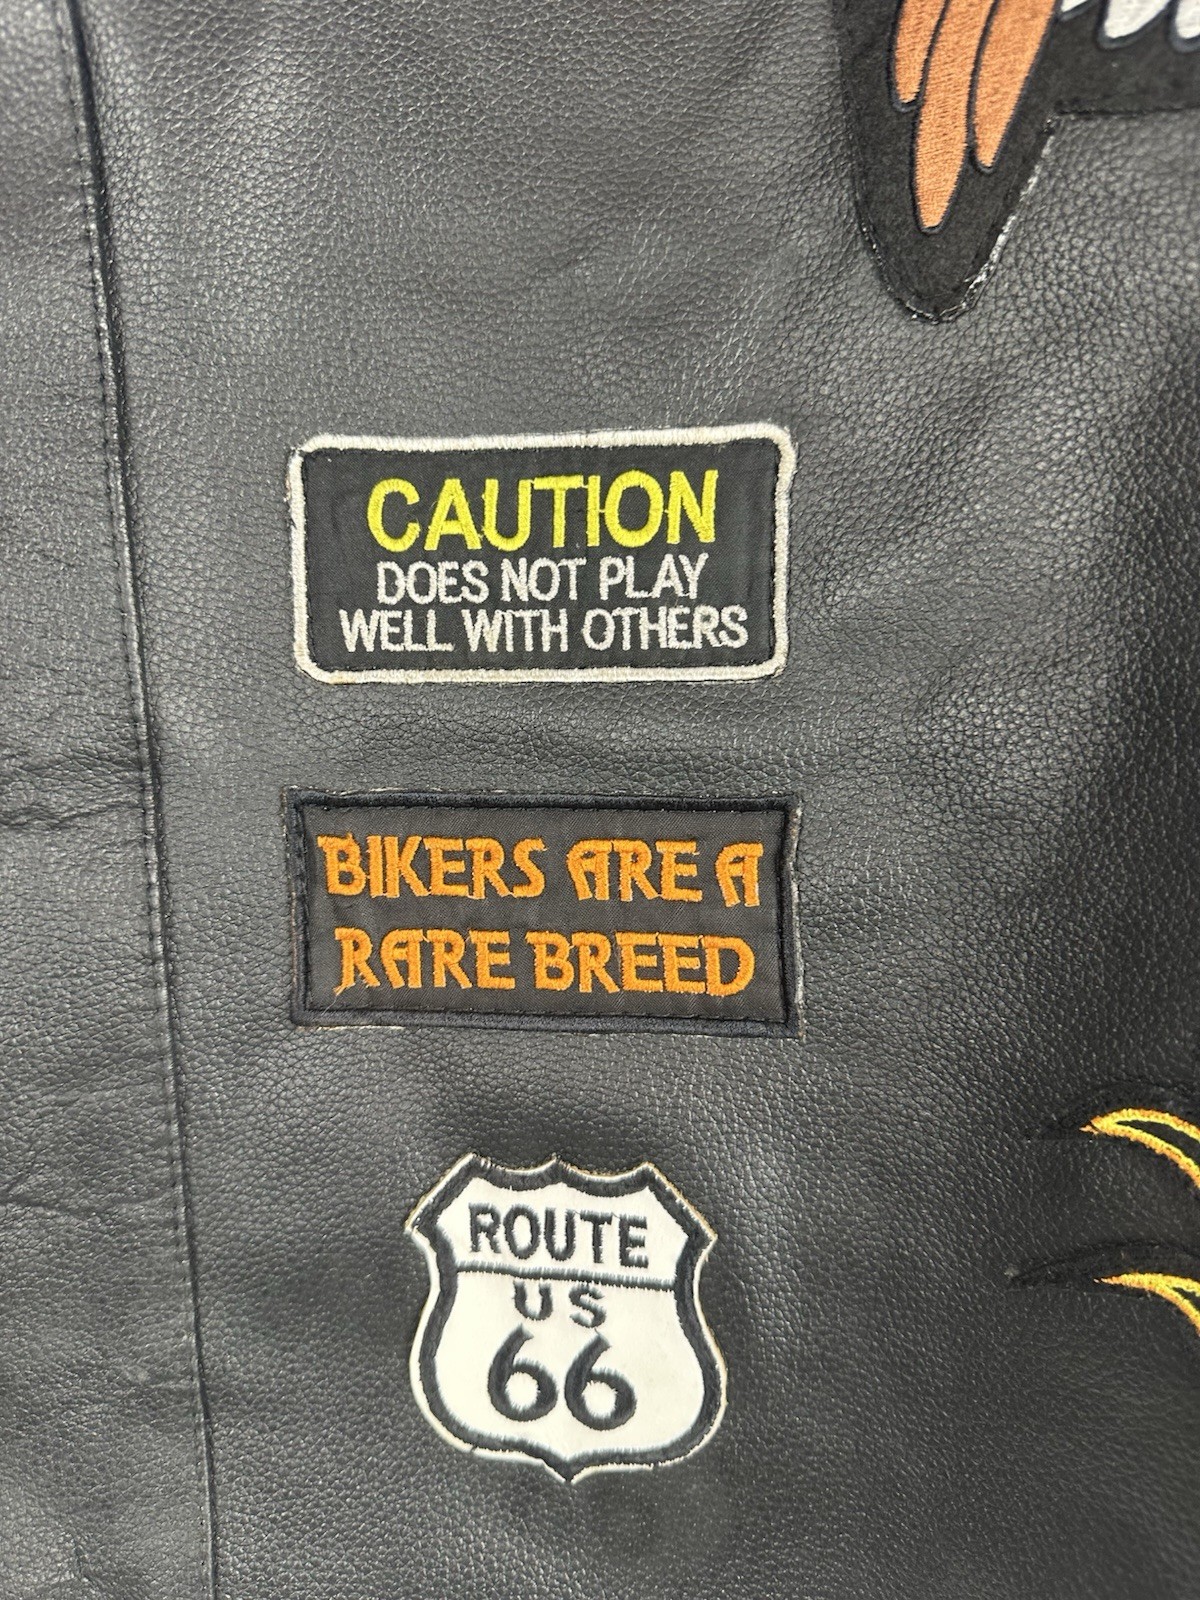 CAUTION
DOES NOT PLAY
WELL WITH OTHERS
BIKERS ARE A
RARE BREED
ROUTE
US
66